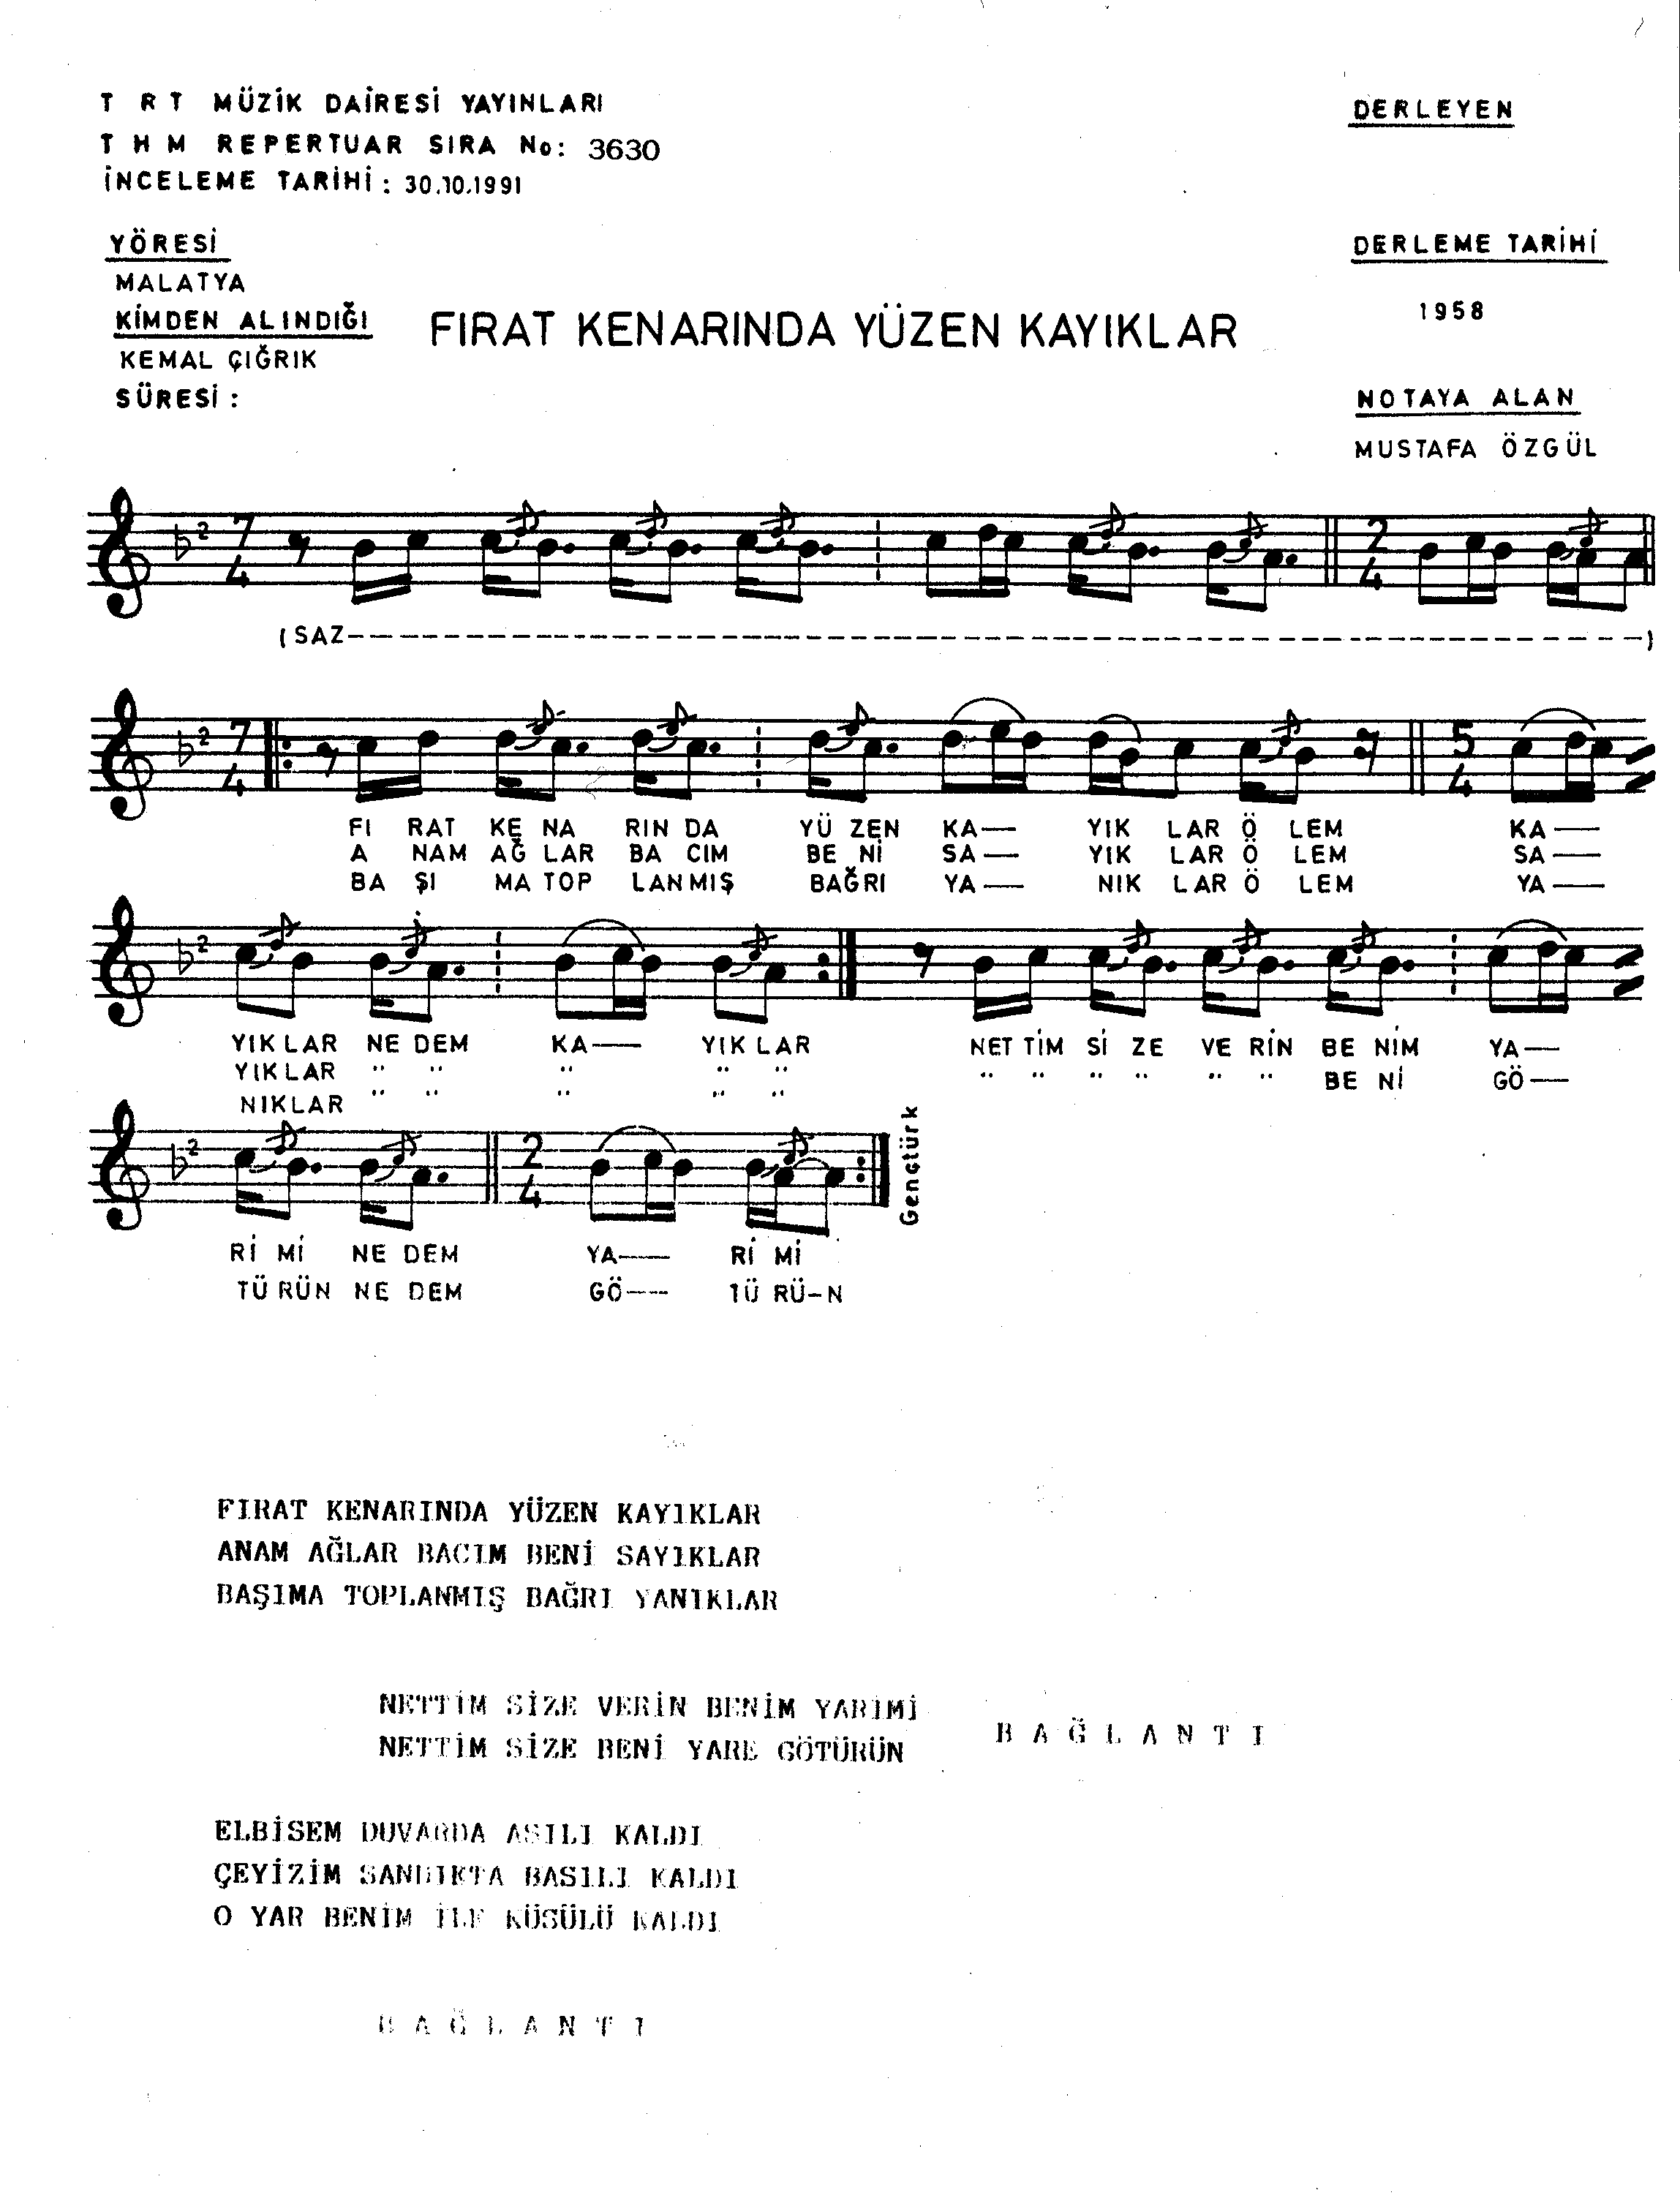 T R T MÜZİK DAİRESİ YAYINLARI
T H M REPERTUAR SIRA No: 3630
İNCELEME TARİHİ: 30.10.1991
DERLEYEN
YÖRESİ
MALATYA
KİMDEN ALINDIĞI
KEMAL ÇIĞRIK
SÜRESİ:
FIRAT KENARINDA YÜZEN KAYIKLAR
DERLEME TARİHİ
1958
NOTAYA ALAN
MUSTAFA ÖZGÜL
2 7 4 2 4
(SAZ---)
2 7 4 5 4
FI RAT KE NA RIN DA YÜ ZEN KA— YIK LAR Ö LEM KA—
A NAM AĞ LAR BA CIM BE Nİ SA— YIK LAR Ö LEM SA—
BA ŞI MA TOP LAN MIŞ BAĞRI YA— NIK LAR Ö LEM YA—
2
YIK LAR NE DEM KA— YIK LAR NET TİM Sİ ZE VE RİN BE NİM YA—
YIK LAR " " " " " " " " " " " BE Nİ GÖ—
NIKLAR " " " " "
2 2 4
Gençtürk
Rİ Mİ NE DEM YA— Rİ Mİ
TÜ RÜN NE DEM GÖ— TÜ RÜ-N
FIRAT KENARINDA YÜZEN KAYIKLAR
ANAM AĞLAR BACIM BENİ SAYIKLAR
BAŞIMA TOPLANMIŞ BAĞRI YANIKLAR
NETTİM SİZE VERİN BENİM YARİMİ
NETTİM SİZE BENİ YARE GÖTÜRÜN
B A Ğ L A N T I
ELBİSEM DUVARDA ASILI KALDI
ÇEYİZİM SANDIKTA BASILI KALDI
O YAR BENİM İLE KÜSÜLÜ KALDI
B A Ğ L A N T I